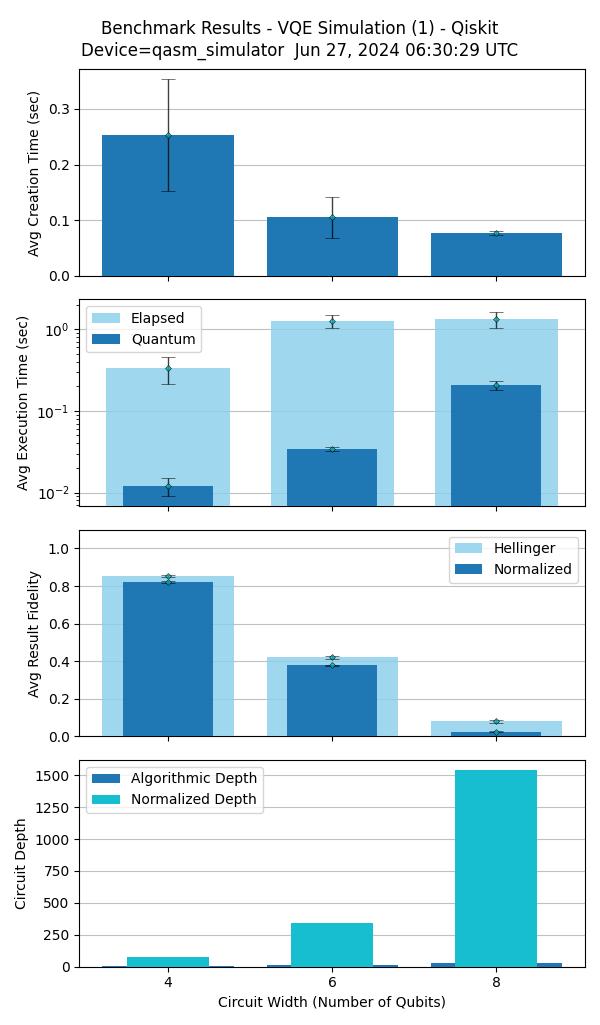 Benchmark Results - VQE Simulation (1) - Qiskit
Device=qasm_simulator  Jun 27, 2024 06:30:29 UTC
Avg Creation Time (sec)
0.3
0.2
0.1
0.0
Avg Execution Time (sec)
10⁰
10⁻¹
10⁻²
Elapsed
Quantum
Avg Result Fidelity
1.0
0.8
0.6
0.4
0.2
0.0
Hellinger
Normalized
Circuit Depth
1500
1250
1000
750
500
250
0
Algorithmic Depth
Normalized Depth
4 6 8
Circuit Width (Number of Qubits)